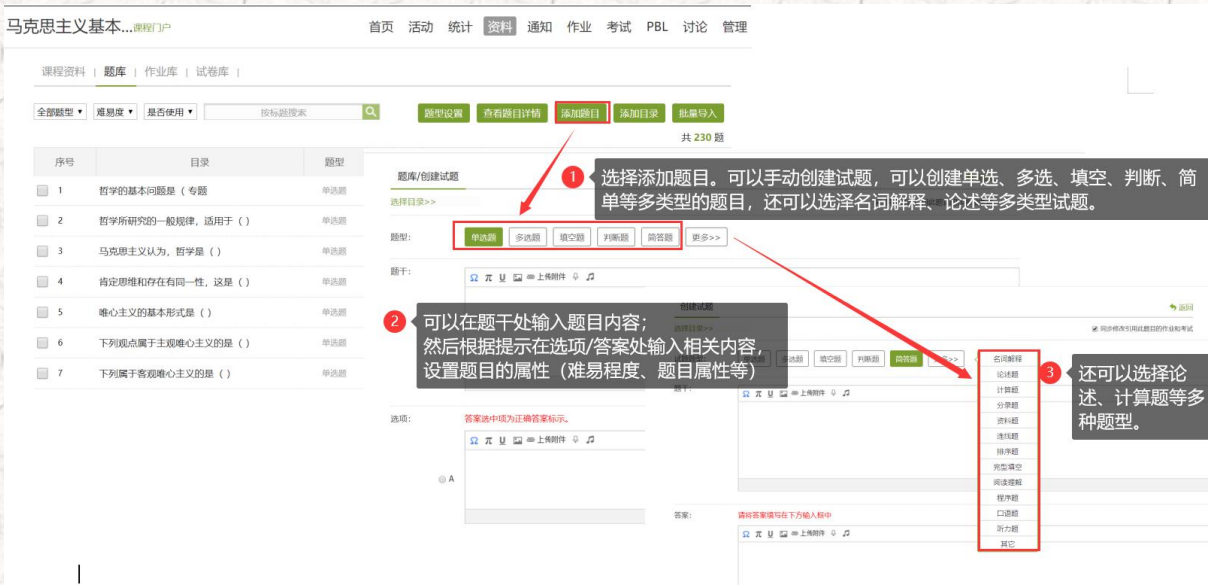 马克思主义基本...课程门户
首页 活动 统计 资料 通知 作业 考试 PBL 讨论 管理
课程资料 | 题库 | 作业库 | 试卷库 |
全部题型 难易度 是否使用 按标题搜索 题型设置 查看题目详情 添加题目 添加目录 批量导入
共 230 题
序号 目录 题型
1 哲学的基本问题是（ 专题 单选题
2 哲学所研究的一般规律，适用于（ ） 单选题
3 马克思主义认为，哲学是（ ） 单选题
4 肯定思维和存在有同一性，这是（ ） 单选题
5 唯心主义的基本形式是（ ） 单选题
6 下列观点属于主观唯心主义的是（ ） 单选题
7 下列属于客观唯心主义的是（ ） 单选题
题库/创建试题
选择目录>>
1 选择添加题目。可以手动创建试题，可以创建单选、多选、填空、判断、简
单等多类型的题目，还可以选泽名词解释、论述等多类型试题。
题型: 单选题 多选题 填空题 判断题 简答题 更多>>
题干:
Ω π U 上传附件
2 可以在题干处输入题目内容；
然后根据提示在选项/答案处输入相关内容，
设置题目的属性（难易程度、题目属性等）
选项: 答案选中项为正确答案标示。
Ω π U 上传附件
A
创建试题 返回
选择目录>> 同步修改引用此题目的作业和考试
多选题 填空题 判断题 简答题
题干:
Ω π U 上传附件
名词解释
论述题
计算题
分录题
资料题
连线题
排序题
完型填空
阅读理解
程序题
口语题
听力题
其它
3 还可以选择论
述、计算题等多
种题型。
答案: 请将答案填写在下方输入框中
Ω π U 上传附件